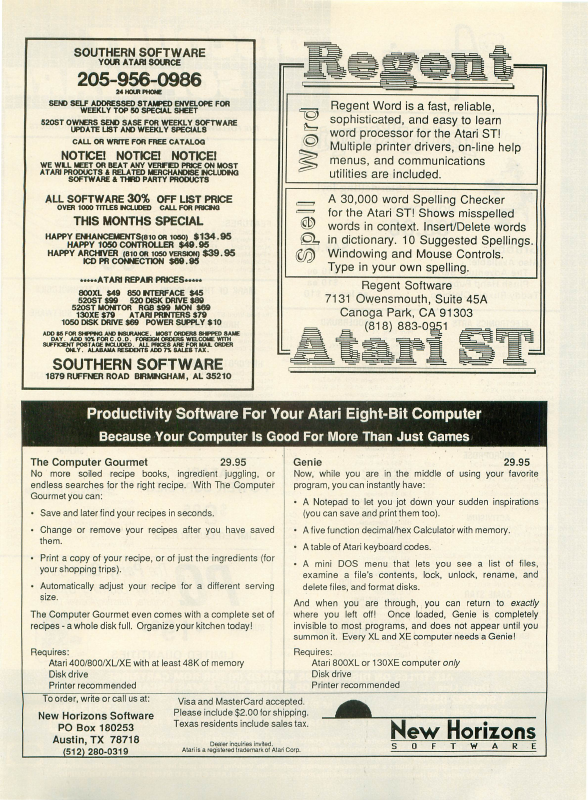 SOUTHERN SOFTWARE
YOUR ATARI SOURCE
205-956-0986
24 HOUR PHONE
SEND SELF ADDRESSED STAMPED ENVELOPE FOR
WEEKLY TOP 50 SPECIAL SHEET
520ST OWNERS SEND SASE FOR WEEKLY SOFTWARE
UPDATE LIST AND WEEKLY SPECIALS
CALL OR WRITE FOR FREE CATALOG
NOTICE! NOTICE! NOTICE!
WE WILL MEET OR BEAT ANY VERIFIED PRICE ON MOST
ATARI PRODUCTS & RELATED MERCHANDISE INCLUDING
SOFTWARE & THIRD PARTY PRODUCTS
ALL SOFTWARE 30% OFF LIST PRICE
OVER 1000 TITLES INCLUDED CALL FOR PRICING
THIS MONTHS SPECIAL
HAPPY ENHANCEMENTS (810 OR 1050) $134.95
HAPPY 1050 CONTROLLER $49.95
HAPPY ARCHIVER (810 OR 1050 VERSION) $39.95
ICD PR CONNECTION $69.95
*****ATARI REPAIR PRICES*****
800XL $49 850 INTERFACE $45
520ST $99 520 DISK DRIVE $89
520ST MONITOR RGB $99 MON $69
130XE $79 ATARI PRINTERS $79
1050 DISK DRIVE $69 POWER SUPPLY $10
ADD $5 FOR SHIPPING AND INSURANCE. MOST ORDERS SHIPPED SAME
DAY. ADD 10% FOR C.O.D. FOREIGN ORDERS WELCOME WITH
SUFFICIENT POSTAGE INCLUDED. ALL PRICES ARE FOR MAIL ORDER
ONLY. ALABAMA RESIDENTS ADD 7% SALES TAX.
SOUTHERN SOFTWARE
1879 RUFFNER ROAD BIRMINGHAM, AL 35210
Regent
Word
Regent Word is a fast, reliable,
sophisticated, and easy to learn
word processor for the Atari ST!
Multiple printer drivers, on-line help
menus, and communications
utilities are included.
Spell
A 30,000 word Spelling Checker
for the Atari ST! Shows misspelled
words in context. Insert/Delete words
in dictionary. 10 Suggested Spellings.
Windowing and Mouse Controls.
Type in your own spelling.
Regent Software
7131 Owensmouth, Suite 45A
Canoga Park, CA 91303
(818) 883-0951
Atari ST
Productivity Software For Your Atari Eight-Bit Computer
Because Your Computer Is Good For More Than Just Games
The Computer Gourmet 29.95
No more soiled recipe books, ingredient juggling, or
endless searches for the right recipe. With The Computer
Gourmet you can:
• Save and later find your recipes in seconds.
• Change or remove your recipes after you have saved
them.
• Print a copy of your recipe, or of just the ingredients (for
your shopping trips).
• Automatically adjust your recipe for a different serving
size.
The Computer Gourmet even comes with a complete set of
recipes - a whole disk full. Organize your kitchen today!
Requires:
Atari 400/800/XL/XE with at least 48K of memory
Disk drive
Printer recommended
Genie 29.95
Now, while you are in the middle of using your favorite
program, you can instantly have:
• A Notepad to let you jot down your sudden inspirations
(you can save and print them too).
• A five function decimal/hex Calculator with memory.
• A table of Atari keyboard codes.
• A mini DOS menu that lets you see a list of files,
examine a file's contents, lock, unlock, rename, and
delete files, and format disks.
And when you are through, you can return to exactly
where you left off! Once loaded, Genie is completely
invisible to most programs, and does not appear until you
summon it. Every XL and XE computer needs a Genie!
Requires:
Atari 800XL or 130XE computer only
Disk drive
Printer recommended
To order, write or call us at:
New Horizons Software
PO Box 180253
Austin, TX 78718
(512) 280-0319
Visa and MasterCard accepted.
Please include $2.00 for shipping.
Texas residents include sales tax.
Dealer inquiries invited.
Atari is a registered trademark of Atari Corp.
New Horizons
SOFTWARE